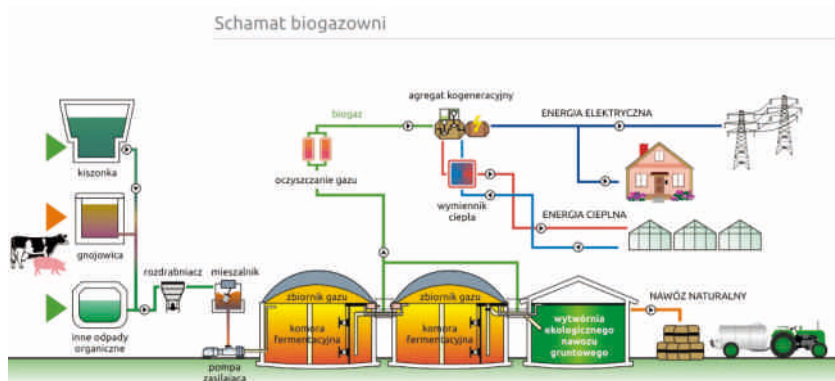 Schamat biogazowni
agregat kogeneracyjny
biogaz
ENERGIA ELEKTRYCZNA
kiszonka
oczyszczanie gazu
wymiennik
ciepła
ENERGIA CIEPLNA
gnojowica
rozdrabniacz
mieszalnik
zbiornik gazu
zbiornik gazu
NAWÓZ NATURALNY
komora
fermentacyjna
komora
fermentacyjna
wytwórnia
ekologicznego
nawozu
gruntowego
inne odpady
organiczne
pompa
zasilająca